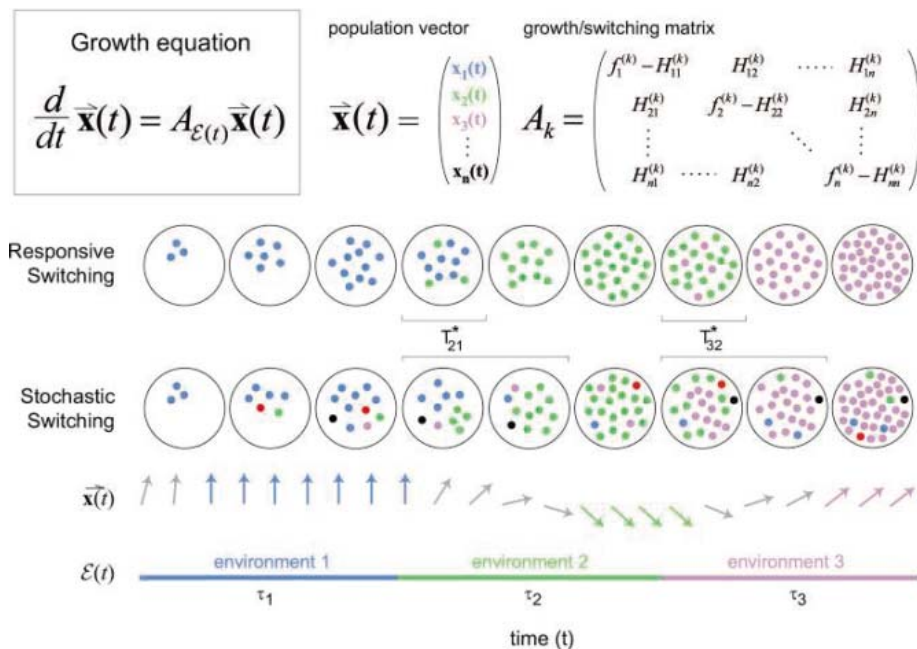 Growth equation
population vector
growth/switching matrix
d/dt x⃗(t) = A_ℰ(t) x⃗(t)
x⃗(t) = ( x₁(t) x₂(t) x₃(t) ⋮ xₙ(t) )
A_k = ( f₁^(k) − H₁₁^(k) H₁₂^(k) ⋯⋯ H₁ₙ^(k)
H₂₁^(k) f₂^(k) − H₂₂^(k) H₂ₙ^(k)
Hₙ₁^(k) ⋯⋯ Hₙ₂^(k) fₙ^(k) − Hₙₙ^(k) )
Responsive
Switching
T*₂₁ T*₃₂
Stochastic
Switching
x⃗(t)
environment 1 environment 2 environment 3
ℰ(t)
τ₁ τ₂ τ₃
time (t)